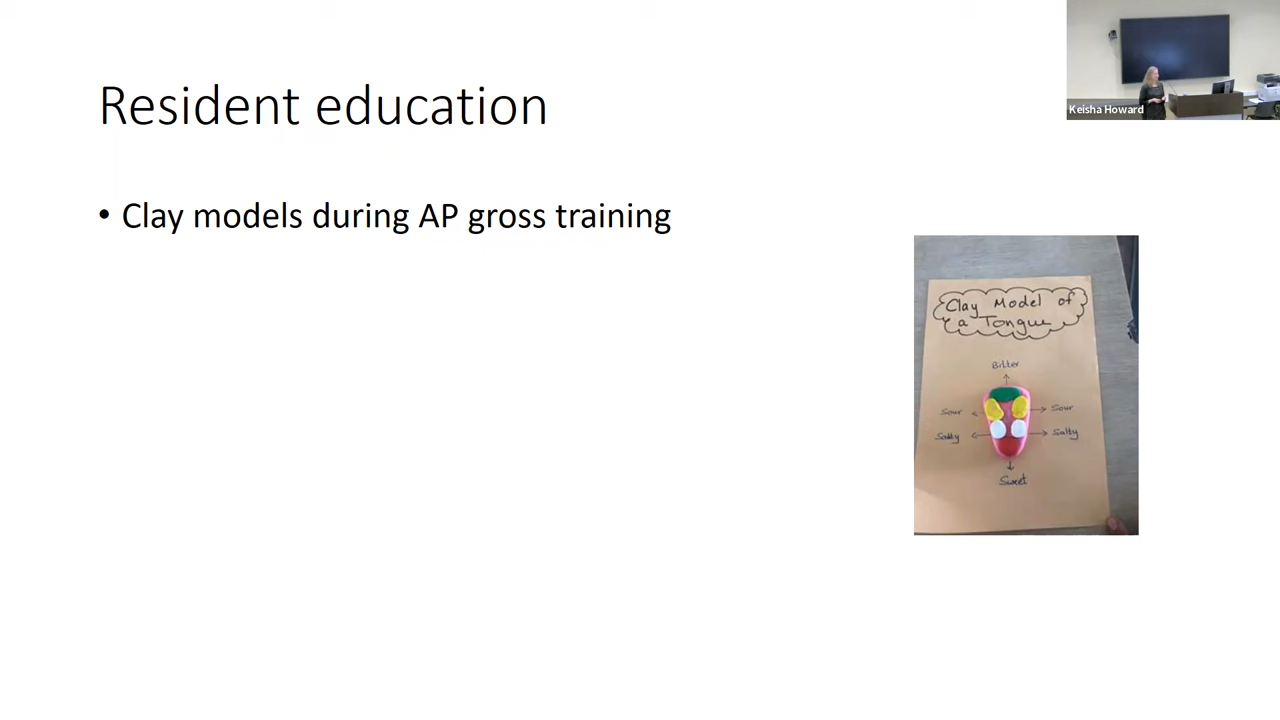 Resident education
Keisha Howard
• Clay models during AP gross training
Clay Model of
a Tongue
Bitter
Sour
Sour
Salty
Salty
Sweet